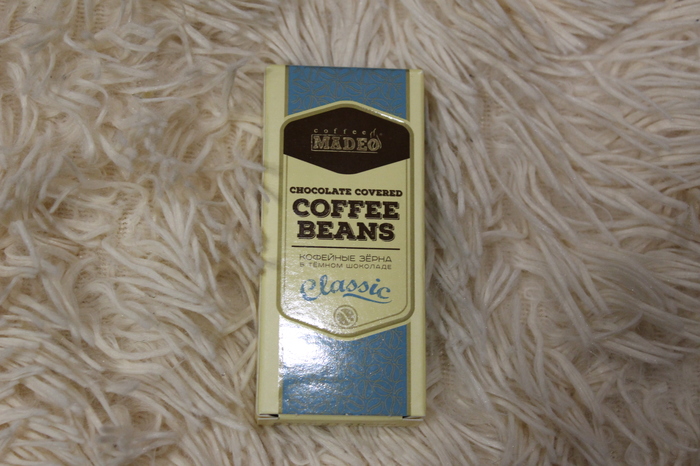 coffee
MADEO
CHOCOLATE COVERED
COFFEE
BEANS
КОФЕЙНЫЕ ЗЁРНА
В ТЁМНОМ ШОКОЛАДЕ
Classic